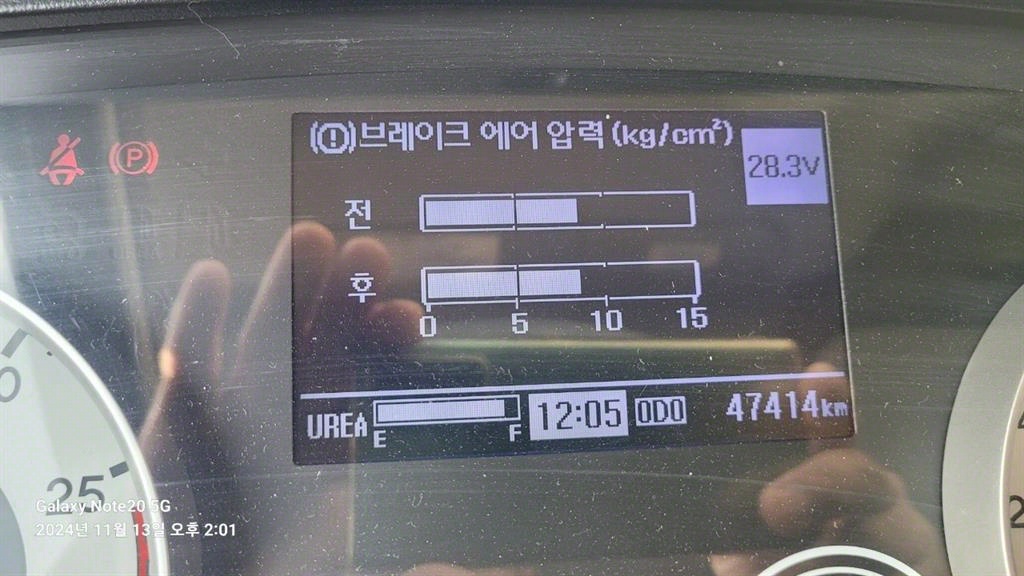 (!)브레이크 에어 압력(kg/cm²)
28.3V
P
전
후
0 5 10 15
UREA E F 12:05 ODO 47414km
25
Galaxy Note20 5G
2024년 11월 13일 오후 2:01